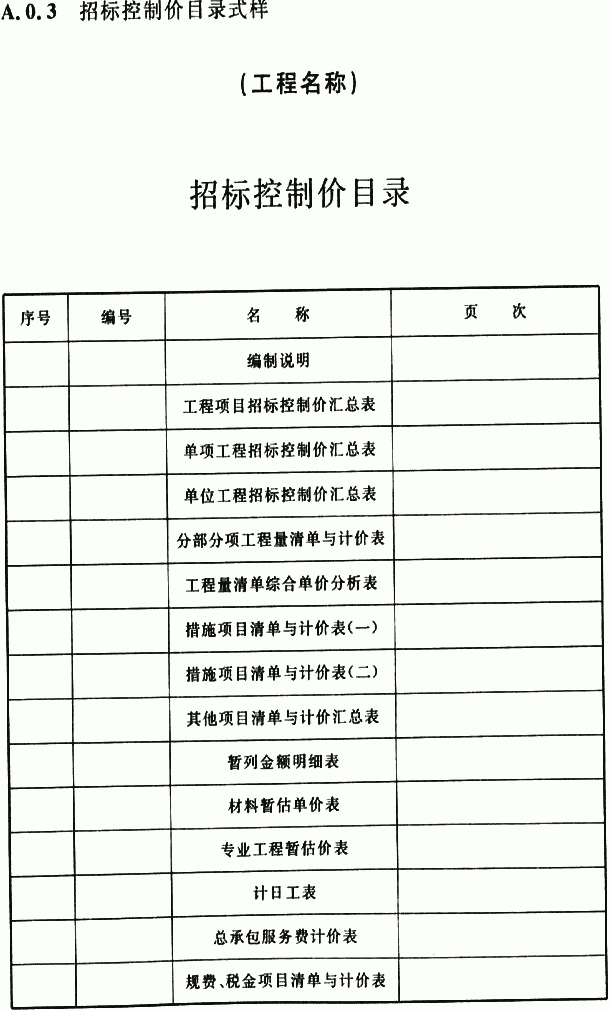 A.0.3 招标控制价目录式样
(工程名称)
招标控制价目录
序号 编号 名 称 页 次
编制说明
工程项目招标控制价汇总表
单项工程招标控制价汇总表
单位工程招标控制价汇总表
分部分项工程量清单与计价表
工程量清单综合单价分析表
措施项目清单与计价表(一)
措施项目清单与计价表(二)
其他项目清单与计价汇总表
暂列金额明细表
材料暂估单价表
专业工程暂估价表
计日工表
总承包服务费计价表
规费、税金项目清单与计价表